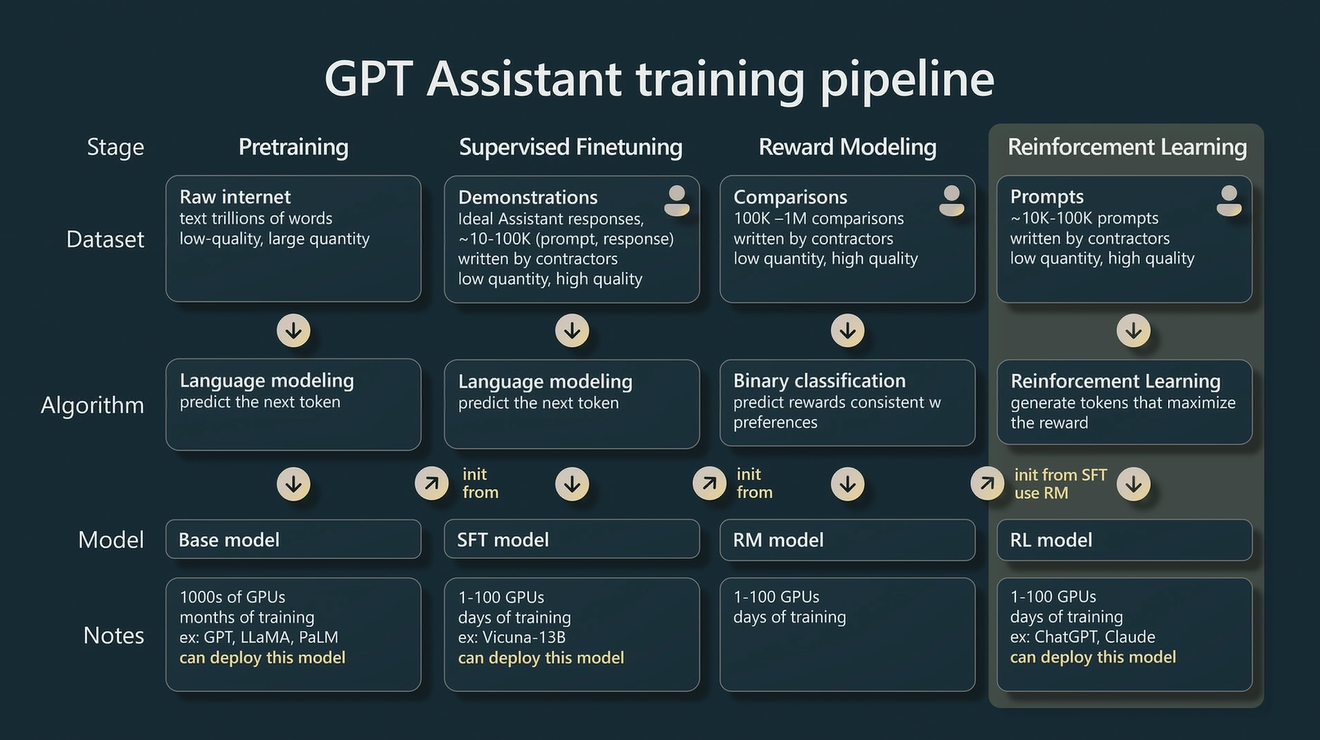 GPT Assistant training pipeline
Stage
Pretraining
Supervised Finetuning
Reward Modeling
Reinforcement Learning
Dataset
Raw internet
text trillions of words
low-quality, large quantity
Demonstrations
Ideal Assistant responses,
~10-100K (prompt, response)
written by contractors
low quantity, high quality
Comparisons
100K –1M comparisons
written by contractors
low quantity, high quality
Prompts
~10K-100K prompts
written by contractors
low quantity, high quality
Algorithm
Language modeling
predict the next token
Language modeling
predict the next token
Binary classification
predict rewards consistent w
preferences
Reinforcement Learning
generate tokens that maximize
the reward
init
from
init
from
init from SFT
use RM
Model
Base model
SFT model
RM model
RL model
Notes
1000s of GPUs
months of training
ex: GPT, LLaMA, PaLM
can deploy this model
1-100 GPUs
days of training
ex: Vicuna-13B
can deploy this model
1-100 GPUs
days of training
1-100 GPUs
days of training
ex: ChatGPT, Claude
can deploy this model